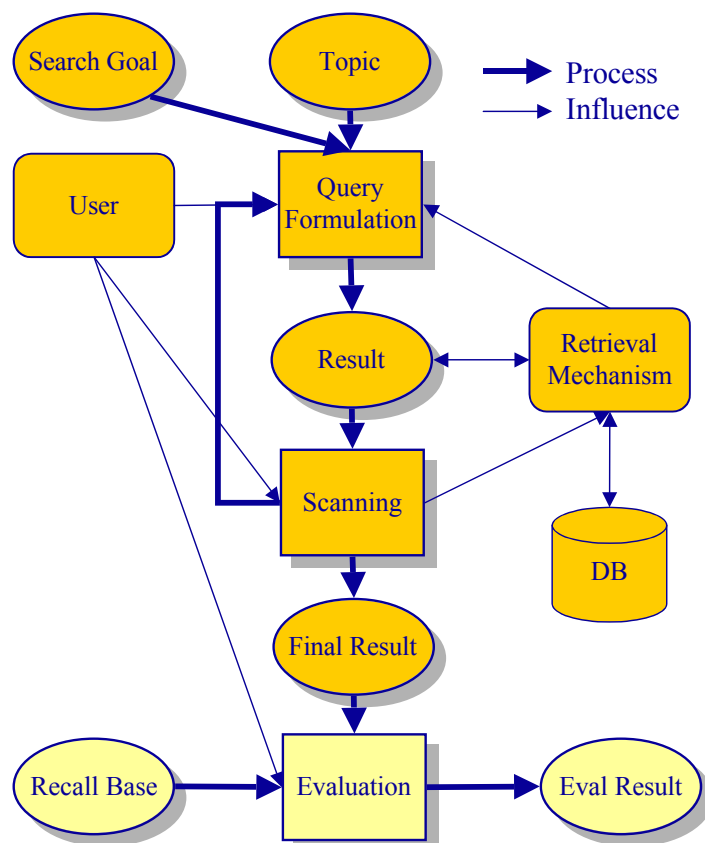 Search Goal
Topic
Process
Influence
User
Query
Formulation
Result
Retrieval
Mechanism
Scanning
DB
Final Result
Recall Base
Evaluation
Eval Result